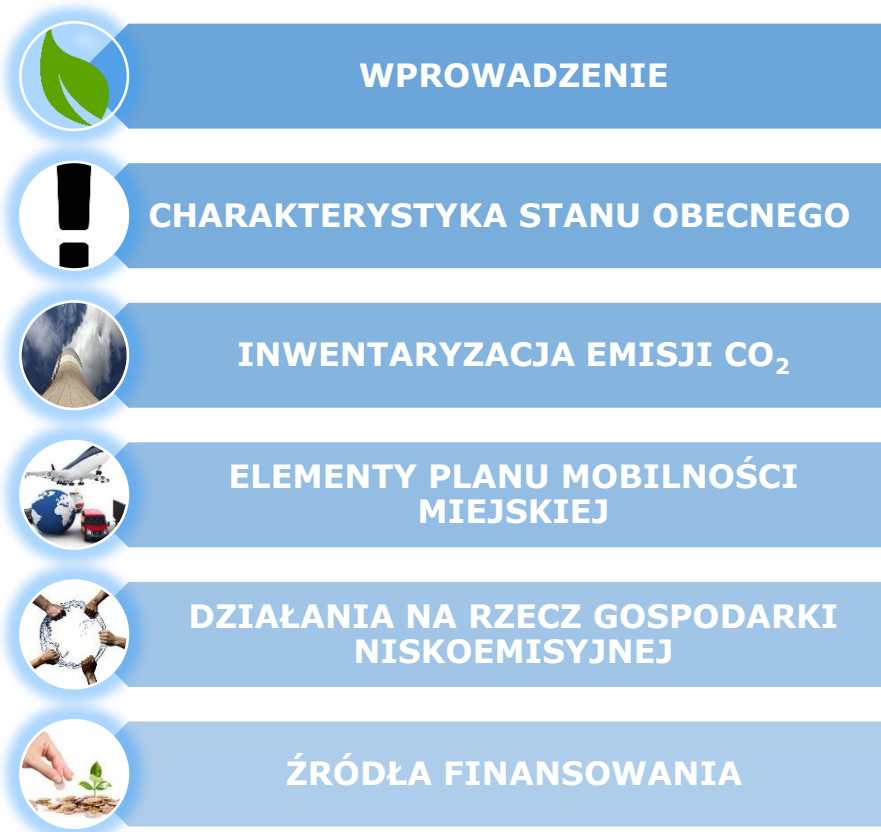 WPROWADZENIE
CHARAKTERYSTYKA STANU OBECNEGO
INWENTARYZACJA EMISJI CO₂
ELEMENTY PLANU MOBILNOŚCI
MIEJSKIEJ
DZIAŁANIA NA RZECZ GOSPODARKI
NISKOEMISYJNEJ
ŹRÓDŁA FINANSOWANIA